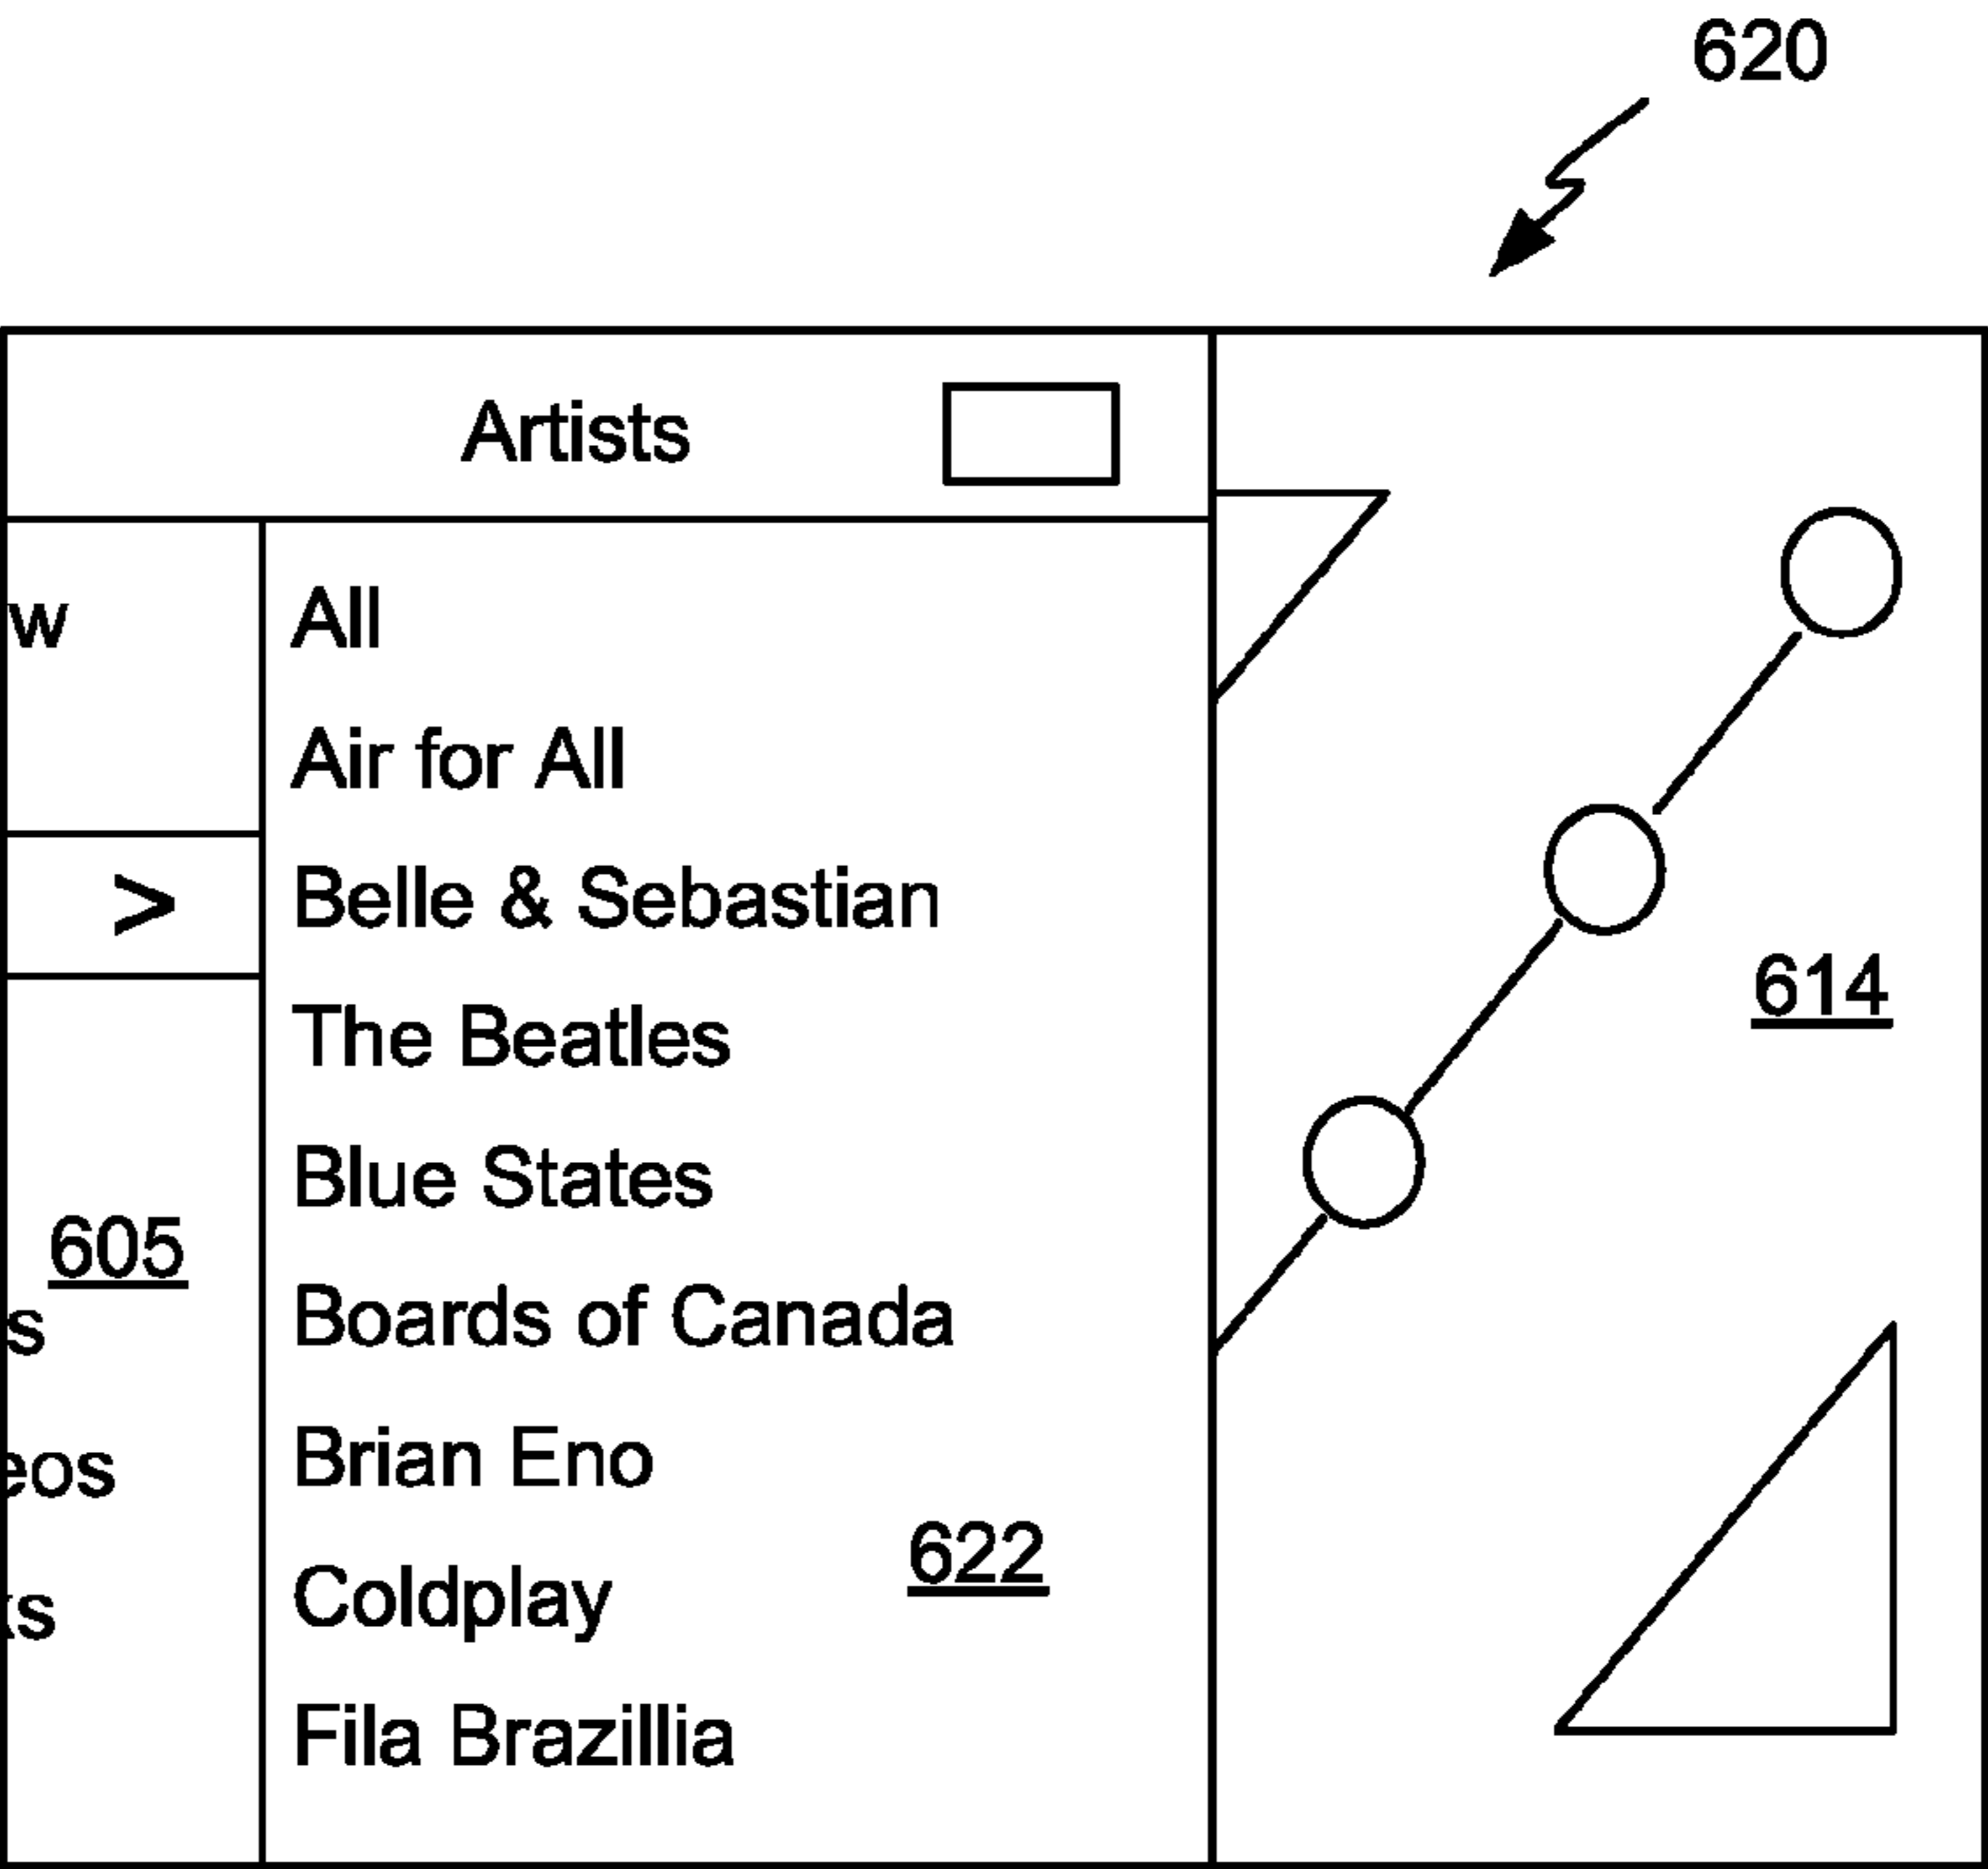 620
Artists
w
All
Air for All
>
Belle & Sebastian
614
The Beatles
Blue States
605
s
Boards of Canada
eos
Brian Eno
622
s
Coldplay
Fila Brazillia